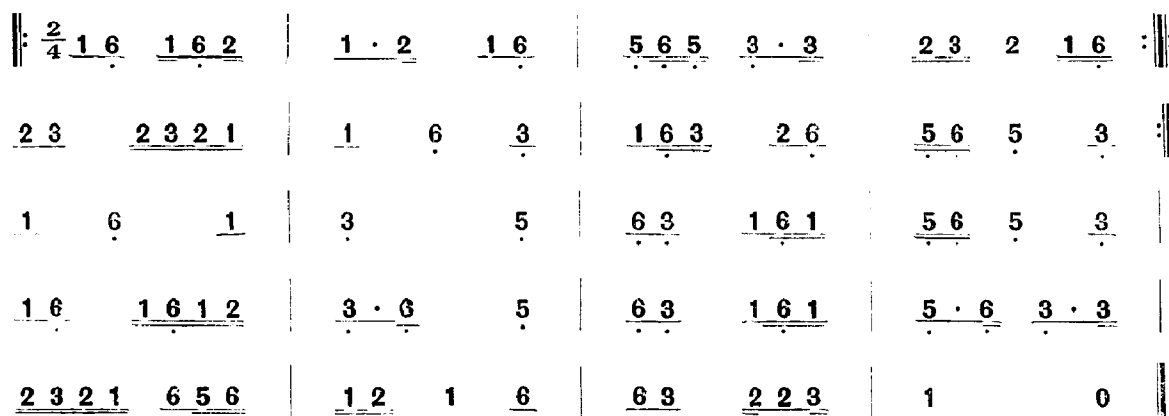 2/4 1 6 1 6 2 | 1 · 2 1 6 | 5 6 5 3 · 3 | 2 3 2 1 6 :|
2 3 2 3 2 1 | 1 6 3 | 1 6 3 2 6 | 5 6 5 3 :|
1 6 1 | 3 5 | 6 3 1 6 1 | 5 6 5 3 |
1 6 1 6 1 2 | 3 · 6 5 | 6 3 1 6 1 | 5 · 6 3 · 3 |
2 3 2 1 6 5 6 | 1 2 1 6 | 6 3 2 2 3 | 1 0 ‖